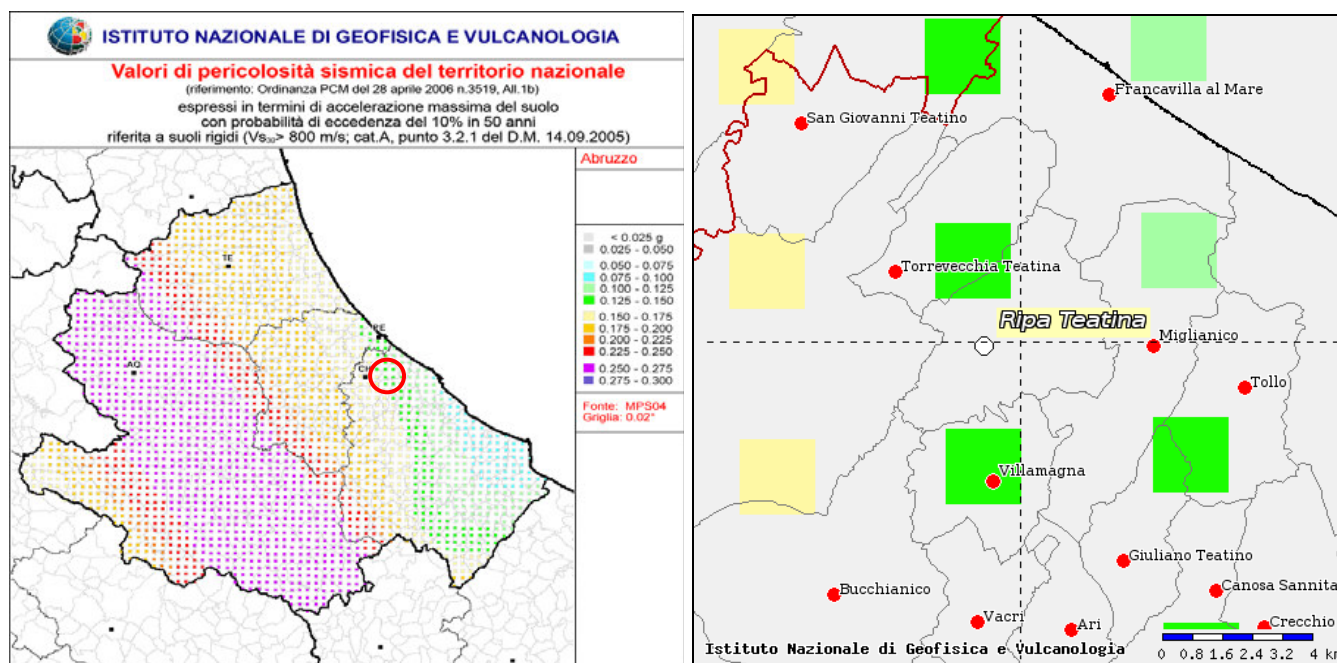 ISTITUTO NAZIONALE DI GEOFISICA E VULCANOLOGIA
Valori di pericolosità sismica del territorio nazionale
(riferimento: Ordinanza PCM del 28 aprile 2006 n.3519, All.1b)
espressi in termini di accelerazione massima del suolo
con probabilità di eccedenza del 10% in 50 anni
riferita a suoli rigidi (Vs₃₀> 800 m/s; cat.A, punto 3.2.1 del D.M. 14.09.2005)
Abruzzo
< 0.025 g
0.025 - 0.050
0.050 - 0.075
0.075 - 0.100
0.100 - 0.125
0.125 - 0.150
0.150 - 0.175
0.175 - 0.200
0.200 - 0.225
0.225 - 0.250
0.250 - 0.275
0.275 - 0.300
Fonte: MPS04
Griglia: 0.02°
TE
PE
AQ
CH
Francavilla al Mare
San Giovanni Teatino
Torrevecchia Teatina
Ripa Teatina
Miglianico
Tollo
Villamagna
Giuliano Teatino
Canosa Sannita
Bucchianico
Vacri
Ari
Crecchio
Istituto Nazionale di Geofisica e Vulcanologia
0 0.8 1.6 2.4 3.2 4 km